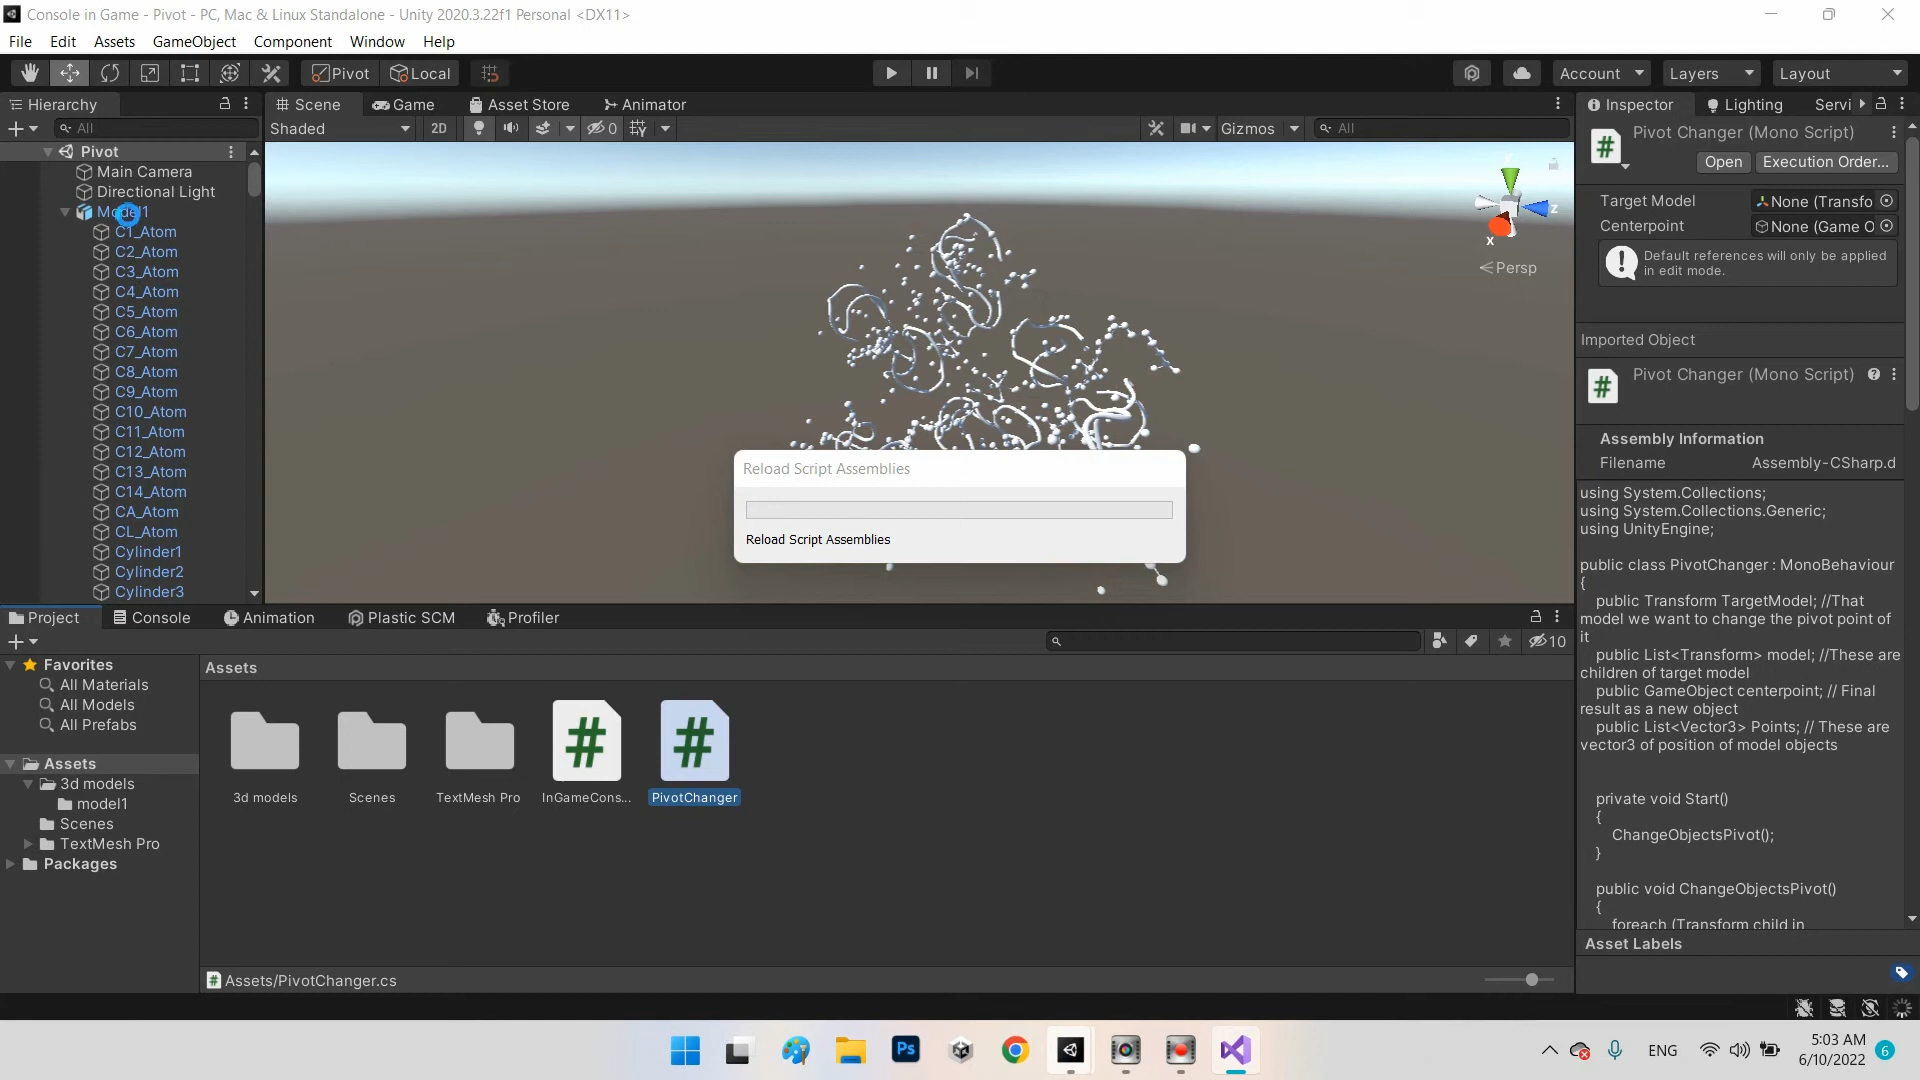 Console in Game - Pivot - PC, Mac & Linux Standalone - Unity 2020.3.22f1 Personal <DX11>
File Edit Assets GameObject Component Window Help
Pivot Local Account Layers Layout
Hierarchy
All
Pivot
Main Camera
Directional Light
Model1
C1_Atom
C2_Atom
C3_Atom
C4_Atom
C5_Atom
C6_Atom
C7_Atom
C8_Atom
C9_Atom
C10_Atom
C11_Atom
C12_Atom
C13_Atom
C14_Atom
CA_Atom
CL_Atom
Cylinder1
Cylinder2
Cylinder3
Scene Game Asset Store Animator
Shaded 2D 0 Gizmos All
z
x
Persp
Reload Script Assemblies
Reload Script Assemblies
Inspector Lighting Servi
Pivot Changer (Mono Script)
Open Execution Order...
Target Model None (Transfo
Centerpoint None (Game O
Default references will only be applied
in edit mode.
Imported Object
Pivot Changer (Mono Script)
Assembly Information
Filename Assembly-CSharp.d
using System.Collections;
using System.Collections.Generic;
using UnityEngine;
public class PivotChanger : MonoBehaviour
{
public Transform TargetModel; //That
model we want to change the pivot point of
it
public List<Transform> model; //These are
children of target model
public GameObject centerpoint; // Final
result as a new object
public List<Vector3> Points; // These are
vector3 of position of model objects
private void Start()
{
ChangeObjectsPivot();
}
public void ChangeObjectsPivot()
{
foreach (Transform child in
Asset Labels
Project Console Animation Plastic SCM Profiler
10
Favorites
All Materials
All Models
All Prefabs
Assets
3d models
model1
Scenes
TextMesh Pro
Packages
Assets
3d models Scenes TextMesh Pro InGameCons... PivotChanger
Assets/PivotChanger.cs
Ps
ENG
5:03 AM
6/10/2022
6